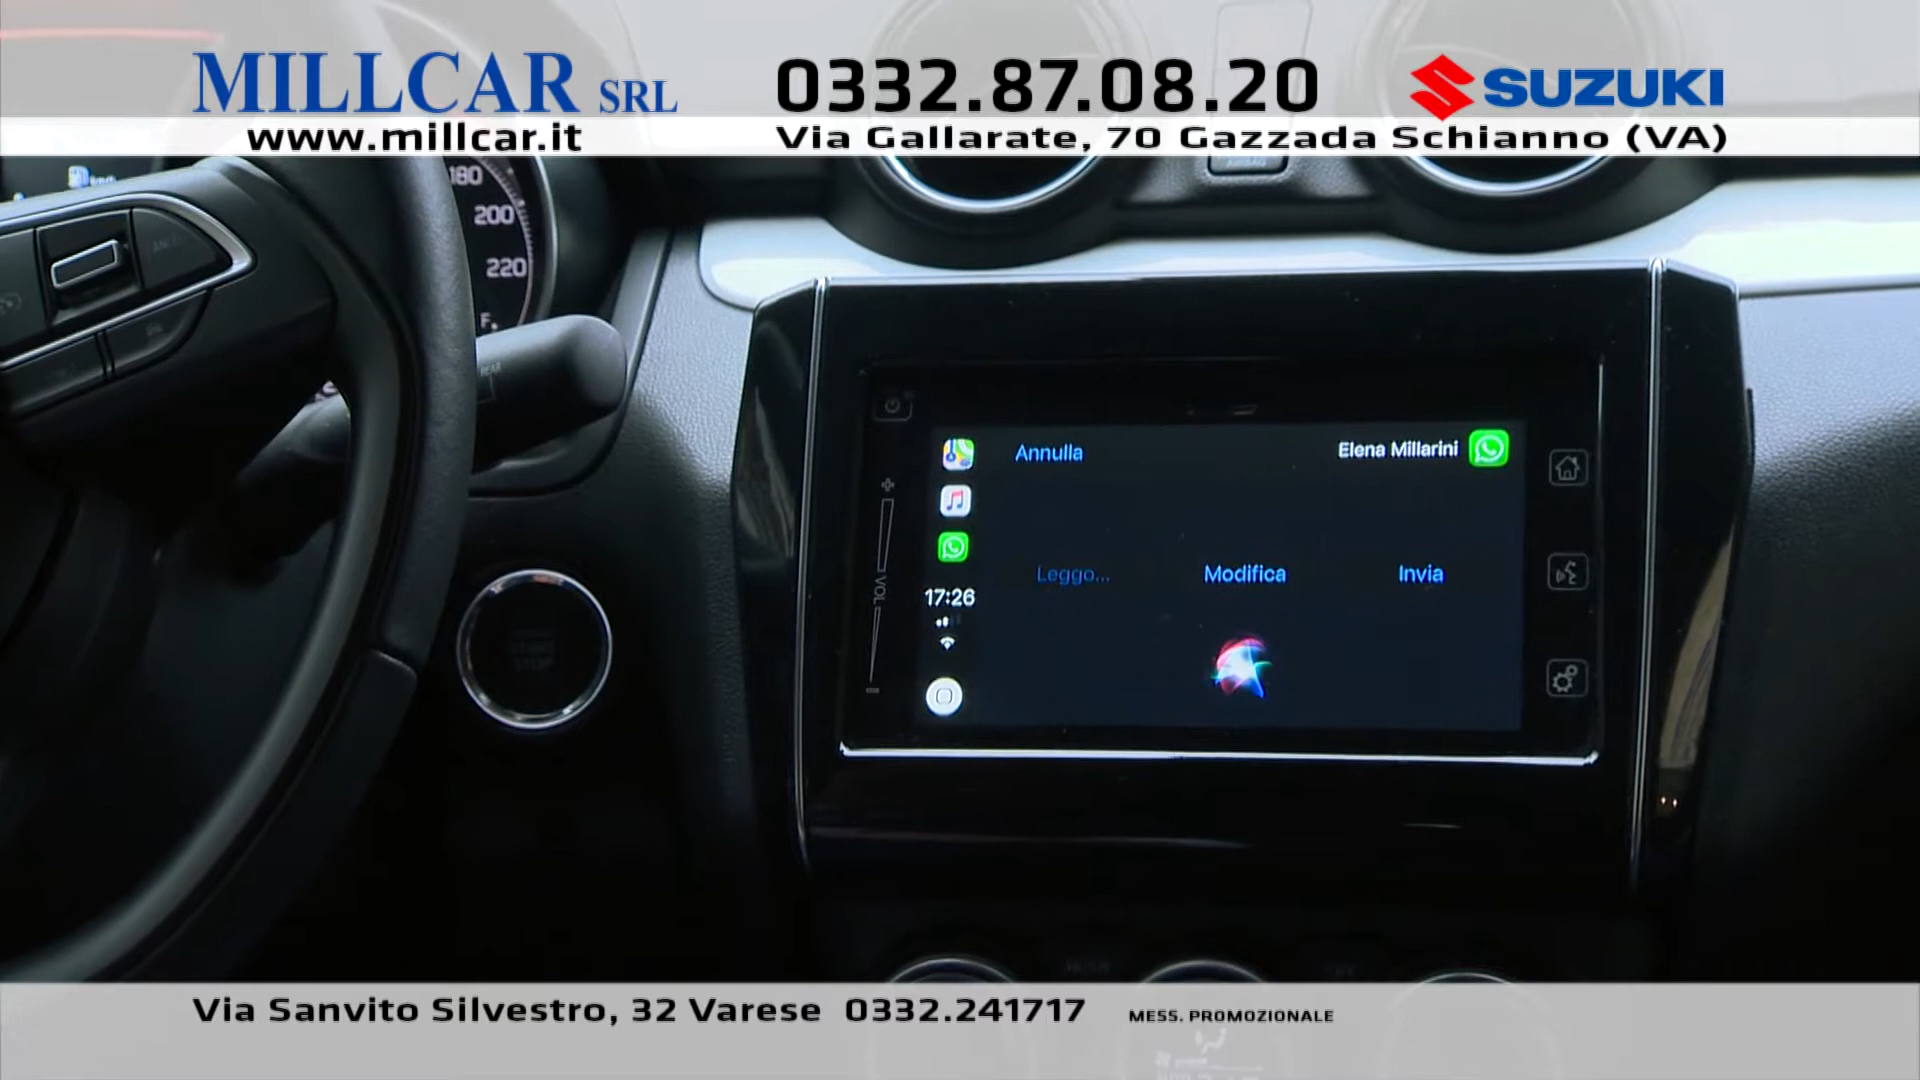 MILLCAR SRL
www.millcar.it
0332.87.08.20
SUZUKI
Via Gallarate, 70 Gazzada Schianno (VA)
180
200
220
F
REAR
Annulla
Elena Millarini
Leggo...
Modifica
Invia
17:26
VOL
Via Sanvito Silvestro, 32 Varese 0332.241717
MESS. PROMOZIONALE